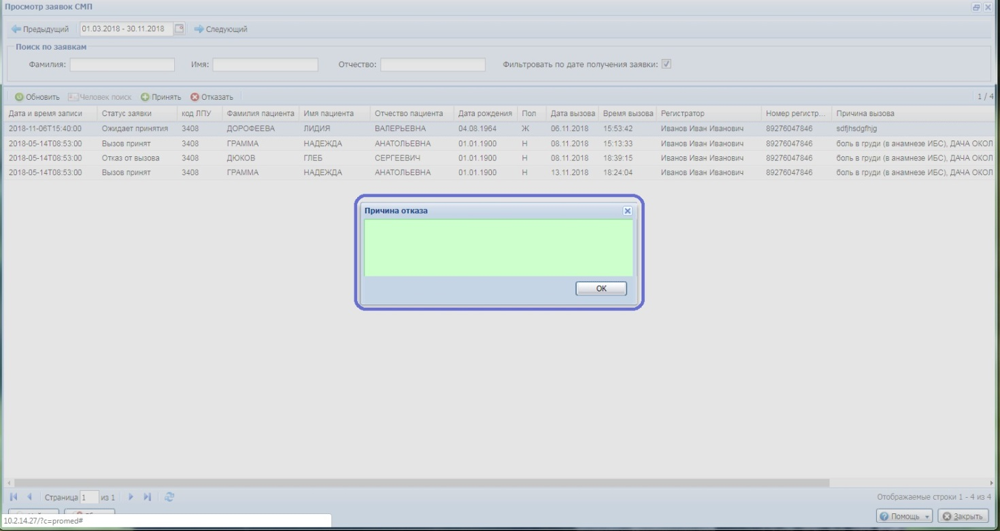 Просмотр заявок СМП
Предыдущий 01.03.2018 - 30.11.2018 Следующий
Поиск по заявкам
Фамилия: Имя: Отчество: Фильтровать по дате получения заявки:
Обновить Человек поиск Принять Отказать 1 / 4
Дата и время записи Статус заявки код ЛПУ Фамилия пациента Имя пациента Отчество пациента Дата рождения Пол Дата вызова Время вызова Регистратор Номер регистр... Причина вызова
2018-11-06T15:40:00 Ожидает принятия 3408 ДОРОФЕЕВА ЛИДИЯ ВАЛЕРЬЕВНА 04.08.1964 Ж 06.11.2018 15:53:42 Иванов Иван Иванович 89276047846 sdfjhsdgfhjg
2018-05-14T08:53:00 Вызов принят 3408 ГРАММА НАДЕЖДА АНАТОЛЬЕВНА 01.01.1900 Н 08.11.2018 15:13:33 Иванов Иван Иванович 89276047846 боль в груди (в анамнезе ИБС), ДАЧА ОКОЛ
2018-05-14T08:53:00 Отказ от вызова 3408 ДЮКОВ ГЛЕБ СЕРГЕЕВИЧ 01.01.1900 Н 08.11.2018 18:39:15 Иванов Иван Иванович 89276047846 боль в груди (в анамнезе ИБС), ДАЧА ОКОЛ
2018-05-14T08:53:00 Вызов принят 3408 ГРАММА НАДЕЖДА АНАТОЛЬЕВНА 01.01.1900 Н 13.11.2018 18:24:04 Иванов Иван Иванович 89276047846 боль в груди (в анамнезе ИБС), ДАЧА ОКОЛ
Причина отказа
OK
Страница 1 из 1 Отображаемые строки 1 - 4 из 4
Помощь Закрыть
10.2.14.27/?c=promed#